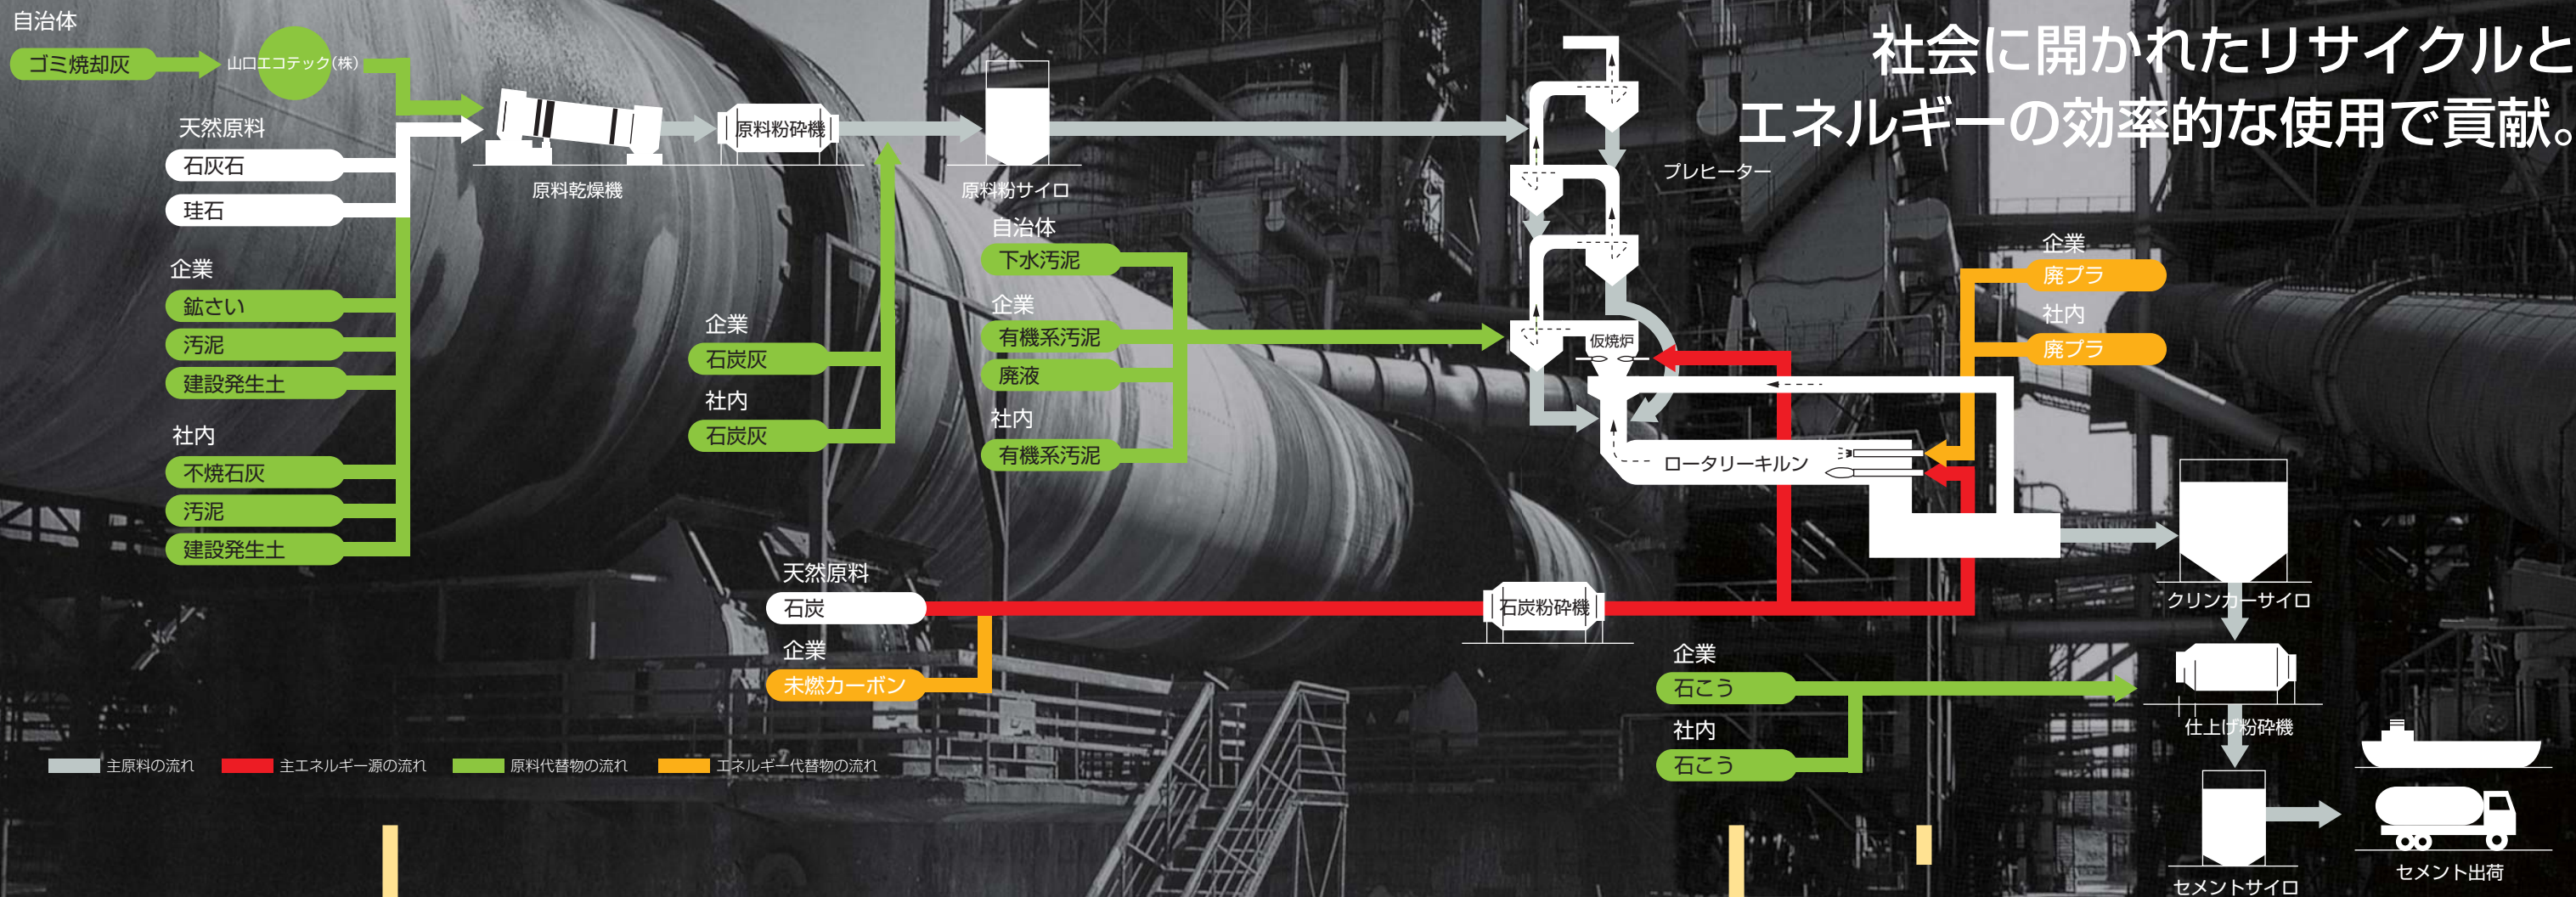 社会に開かれたリサイクルと
エネルギーの効率的な使用で貢献。
自治体
ゴミ焼却灰
山口エコテック(株)
天然原料
石灰石
珪石
企業
鉱さい
汚泥
建設発生土
社内
不焼石灰
汚泥
建設発生土
原料乾燥機
原料粉砕機
企業
石炭灰
社内
石炭灰
原料粉サイロ
自治体
下水汚泥
企業
有機系汚泥
廃液
社内
有機系汚泥
プレヒーター
仮焼炉
ロータリーキルン
企業
廃プラ
社内
廃プラ
天然原料
石炭
企業
未燃カーボン
石炭粉砕機
企業
石こう
社内
石こう
クリンカーサイロ
仕上げ粉砕機
セメントサイロ
セメント出荷
主原料の流れ
主エネルギー源の流れ
原料代替物の流れ
エネルギー代替物の流れ